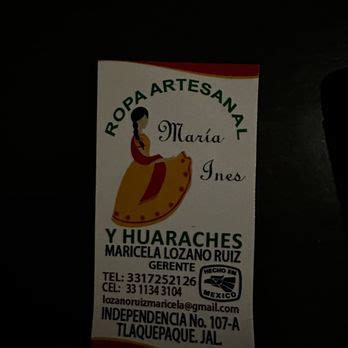 ROPA ARTESANAL
María
Ines
Y HUARACHES
MARICELA LOZANO RUIZ
GERENTE
TEL: 3317252126
CEL: 33 1134 3104
HECHO EN
MEXICO
lozanoruizmaricela@gmail.com
INDEPENDENCIA No. 107-A
TLAQUEPAQUE. JAL.